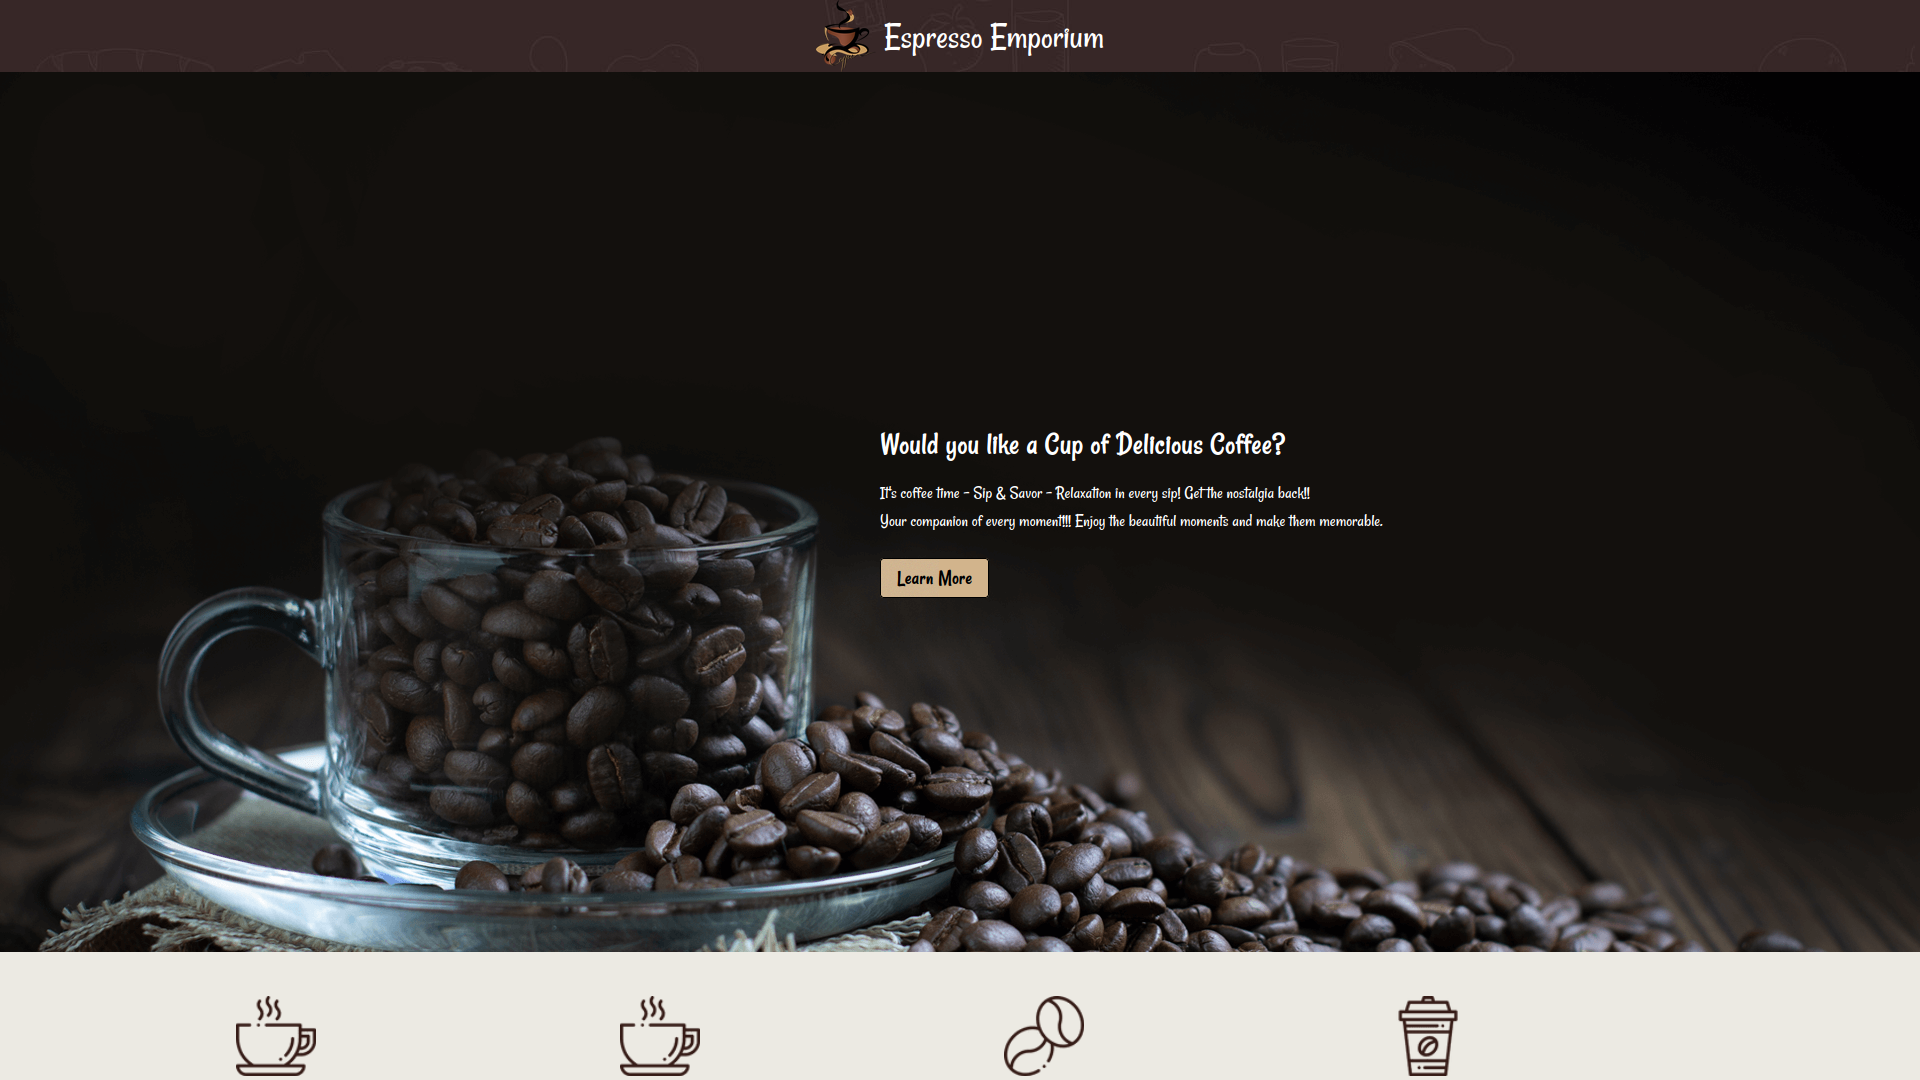 Espresso Emporium
Would you like a Cup of Delicious Coffee?
It's coffee time - Sip & Savor - Relaxation in every sip! Get the nostalgia back!!
Your companion of every moment!!! Enjoy the beautiful moments and make them memorable.
Learn More